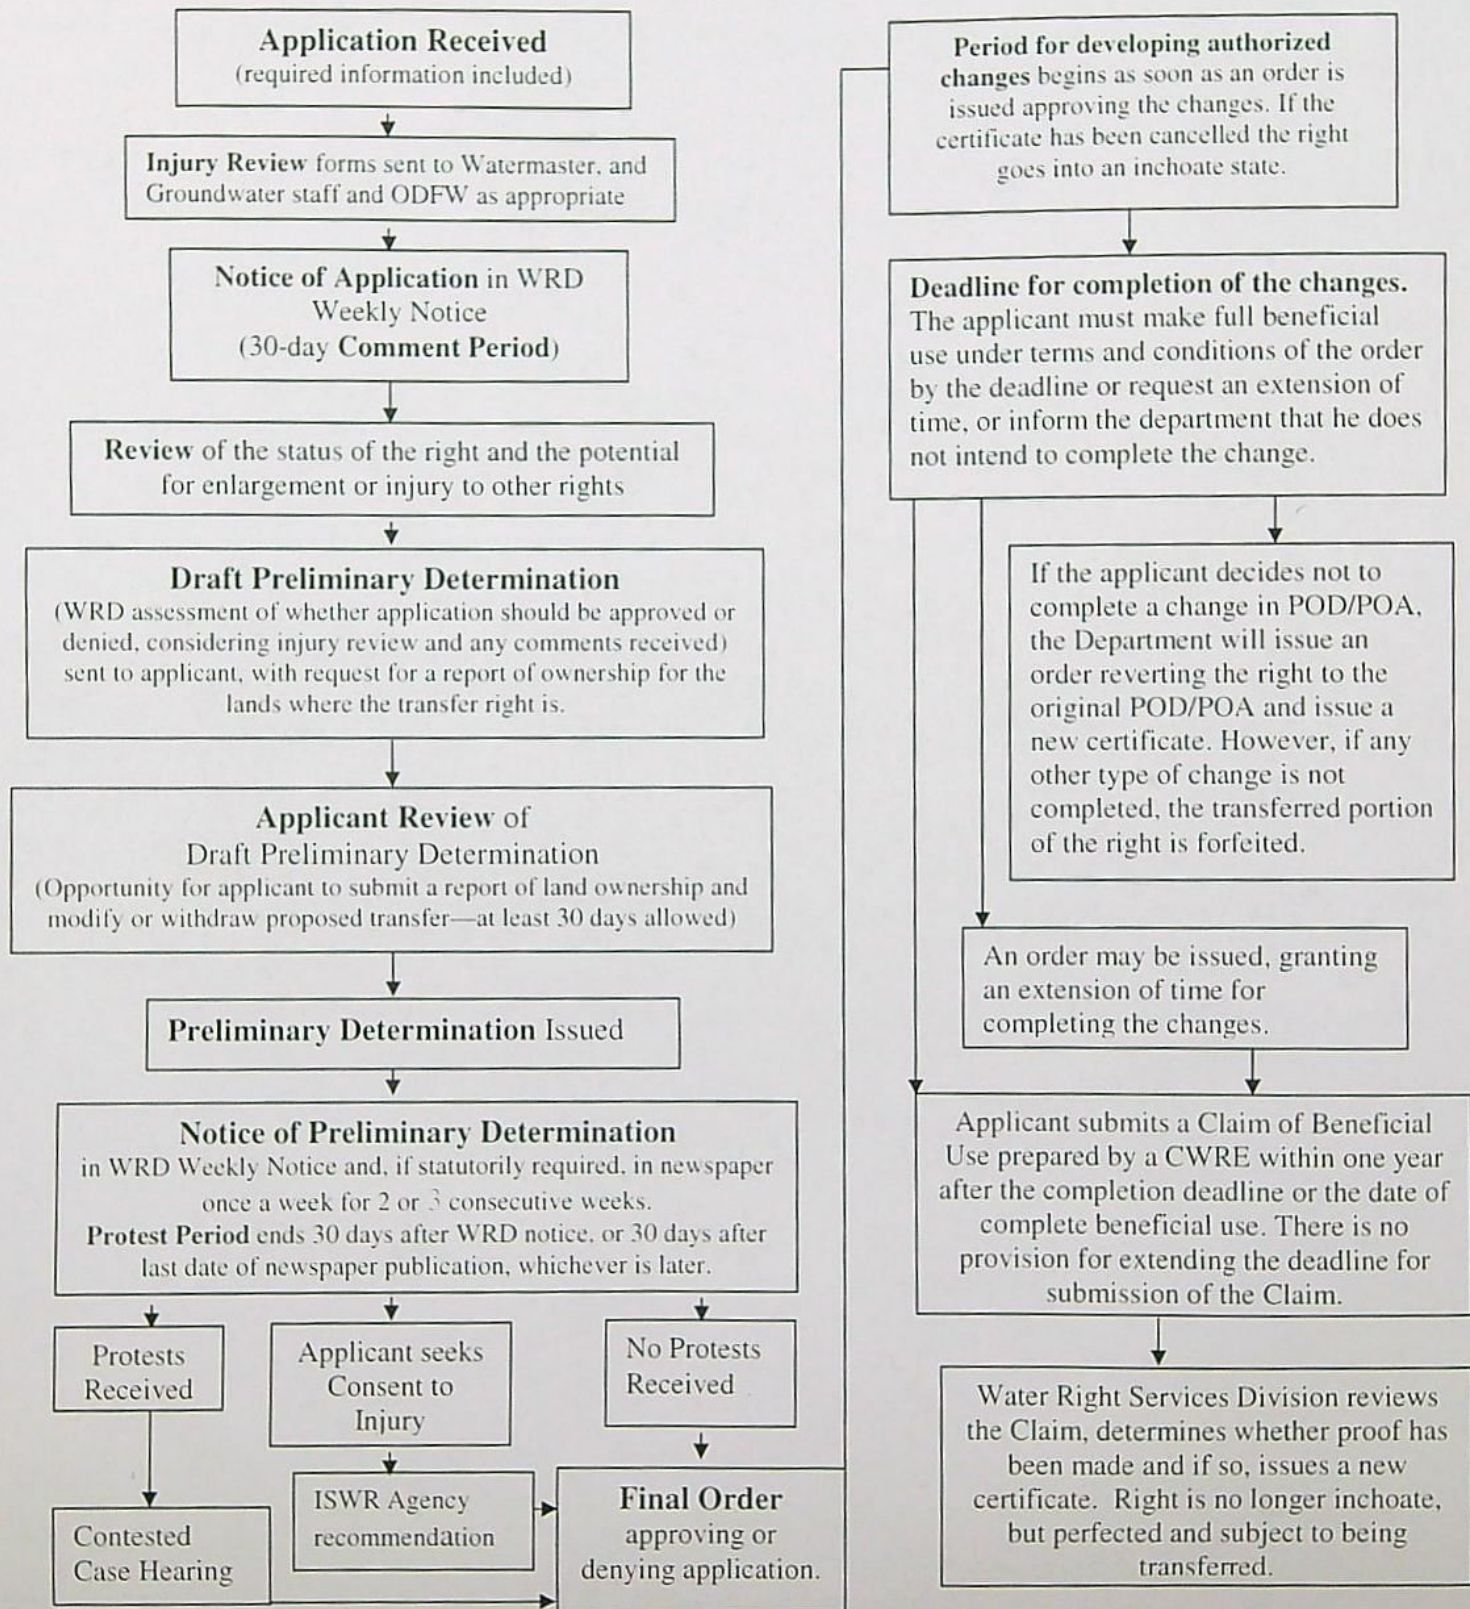 Application Received
(required information included)
Injury Review forms sent to Watermaster, and
Groundwater staff and ODFW as appropriate
Notice of Application in WRD
Weekly Notice
(30-day Comment Period)
Review of the status of the right and the potential
for enlargement or injury to other rights
Draft Preliminary Determination
(WRD assessment of whether application should be approved or
denied, considering injury review and any comments received)
sent to applicant, with request for a report of ownership for the
lands where the transfer right is.
Applicant Review of
Draft Preliminary Determination
(Opportunity for applicant to submit a report of land ownership and
modify or withdraw proposed transfer—at least 30 days allowed)
Preliminary Determination Issued
Notice of Preliminary Determination
in WRD Weekly Notice and, if statutorily required, in newspaper
once a week for 2 or 3 consecutive weeks.
Protest Period ends 30 days after WRD notice, or 30 days after
last date of newspaper publication, whichever is later.
Protests
Received
Applicant seeks
Consent to
Injury
No Protests
Received
Contested
Case Hearing
ISWR Agency
recommendation
Final Order
approving or
denying application.
Period for developing authorized
changes begins as soon as an order is
issued approving the changes. If the
certificate has been cancelled the right
goes into an inchoate state.
Deadline for completion of the changes.
The applicant must make full beneficial
use under terms and conditions of the order
by the deadline or request an extension of
time, or inform the department that he does
not intend to complete the change.
If the applicant decides not to
complete a change in POD/POA,
the Department will issue an
order reverting the right to the
original POD/POA and issue a
new certificate. However, if any
other type of change is not
completed, the transferred portion
of the right is forfeited.
An order may be issued, granting
an extension of time for
completing the changes.
Applicant submits a Claim of Beneficial
Use prepared by a CWRE within one year
after the completion deadline or the date of
complete beneficial use. There is no
provision for extending the deadline for
submission of the Claim.
Water Right Services Division reviews
the Claim, determines whether proof has
been made and if so, issues a new
certificate. Right is no longer inchoate,
but perfected and subject to being
transferred.